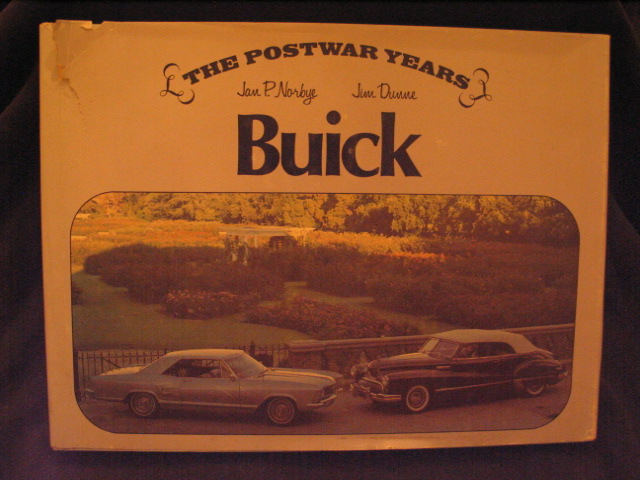 THE POSTWAR YEARS
Jan P. Norbye Jim Dunne
Buick